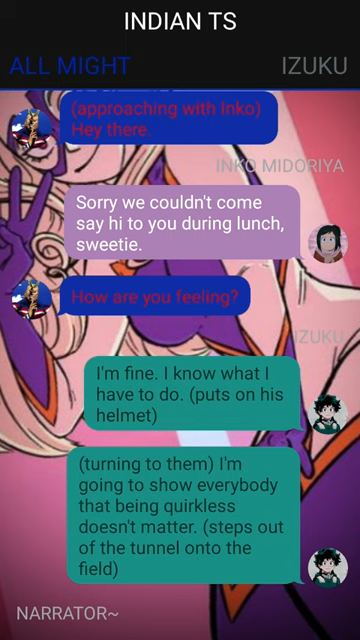 INDIAN TS
ALL MIGHT IZUKU
(approaching with Inko)
Hey there.
INKO MIDORIYA
Sorry we couldn't come
say hi to you during lunch,
sweetie.
How are you feeling?
IZUKU
I'm fine. I know what I
have to do. (puts on his
helmet)
(turning to them) I'm
going to show everybody
that being quirkless
doesn't matter. (steps out
of the tunnel onto the
field)
NARRATOR~